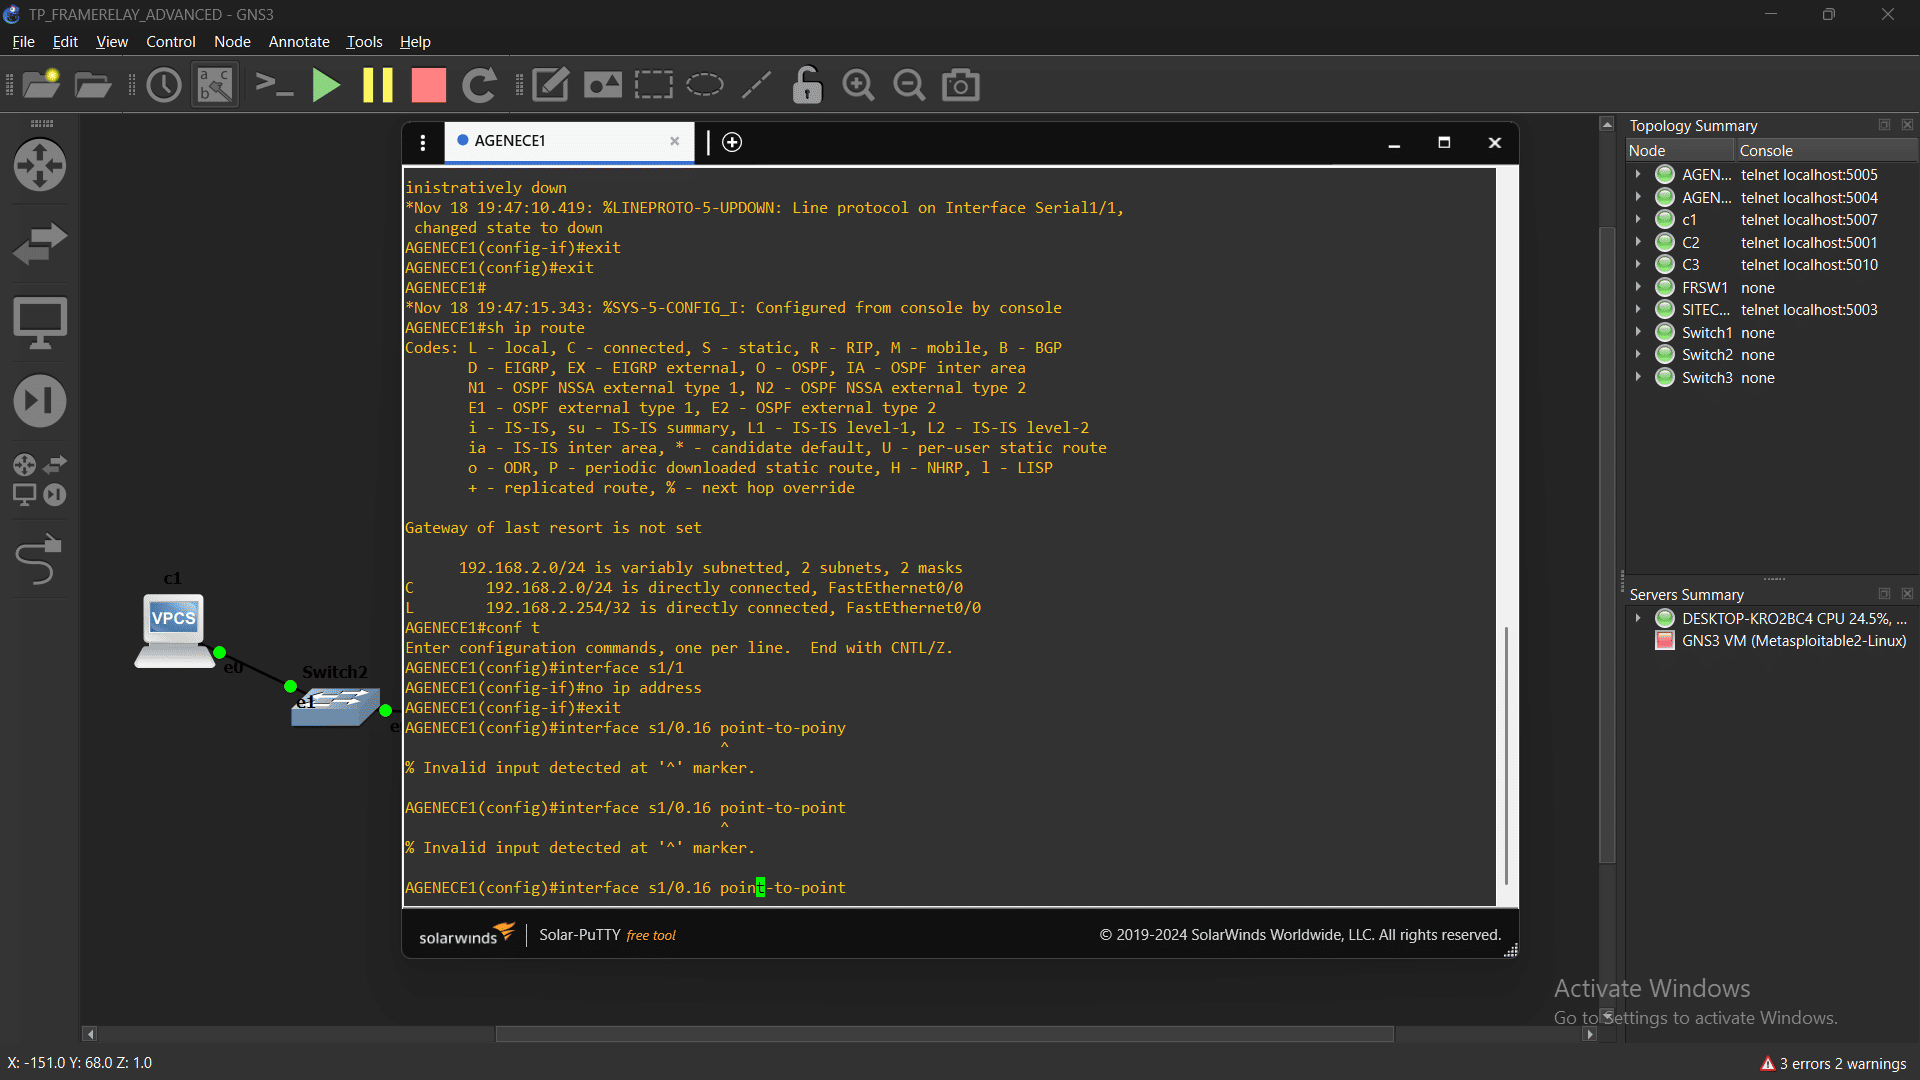 TP_FRAMERELAY_ADVANCED - GNS3
File Edit View Control Node Annotate Tools Help
AGENECE1
inistratively down
*Nov 18 19:47:10.419: %LINEPROTO-5-UPDOWN: Line protocol on Interface Serial1/1,
changed state to down
AGENECE1(config-if)#exit
AGENECE1(config)#exit
AGENECE1#
*Nov 18 19:47:15.343: %SYS-5-CONFIG_I: Configured from console by console
AGENECE1#sh ip route
Codes: L - local, C - connected, S - static, R - RIP, M - mobile, B - BGP
D - EIGRP, EX - EIGRP external, O - OSPF, IA - OSPF inter area
N1 - OSPF NSSA external type 1, N2 - OSPF NSSA external type 2
E1 - OSPF external type 1, E2 - OSPF external type 2
i - IS-IS, su - IS-IS summary, L1 - IS-IS level-1, L2 - IS-IS level-2
ia - IS-IS inter area, * - candidate default, U - per-user static route
o - ODR, P - periodic downloaded static route, H - NHRP, l - LISP
+ - replicated route, % - next hop override
Gateway of last resort is not set
192.168.2.0/24 is variably subnetted, 2 subnets, 2 masks
C 192.168.2.0/24 is directly connected, FastEthernet0/0
L 192.168.2.254/32 is directly connected, FastEthernet0/0
AGENECE1#conf t
Enter configuration commands, one per line. End with CNTL/Z.
AGENECE1(config)#interface s1/1
AGENECE1(config-if)#no ip address
AGENECE1(config-if)#exit
AGENECE1(config)#interface s1/0.16 point-to-poiny
^
% Invalid input detected at '^' marker.
AGENECE1(config)#interface s1/0.16 point-to-point
^
% Invalid input detected at '^' marker.
AGENECE1(config)#interface s1/0.16 point-to-point
solarwinds
Solar-PuTTY free tool
© 2019-2024 SolarWinds Worldwide, LLC. All rights reserved.
c1
VPCS
e0
Switch2
e1
e
Topology Summary
Node Console
AGEN... telnet localhost:5005
AGEN... telnet localhost:5004
c1 telnet localhost:5007
C2 telnet localhost:5001
C3 telnet localhost:5010
FRSW1 none
SITEC... telnet localhost:5003
Switch1 none
Switch2 none
Switch3 none
Servers Summary
DESKTOP-KRO2BC4 CPU 24.5%, ...
GNS3 VM (Metasploitable2-Linux)
Activate Windows
Go to Settings to activate Windows.
X: -151.0 Y: 68.0 Z: 1.0
3 errors 2 warnings